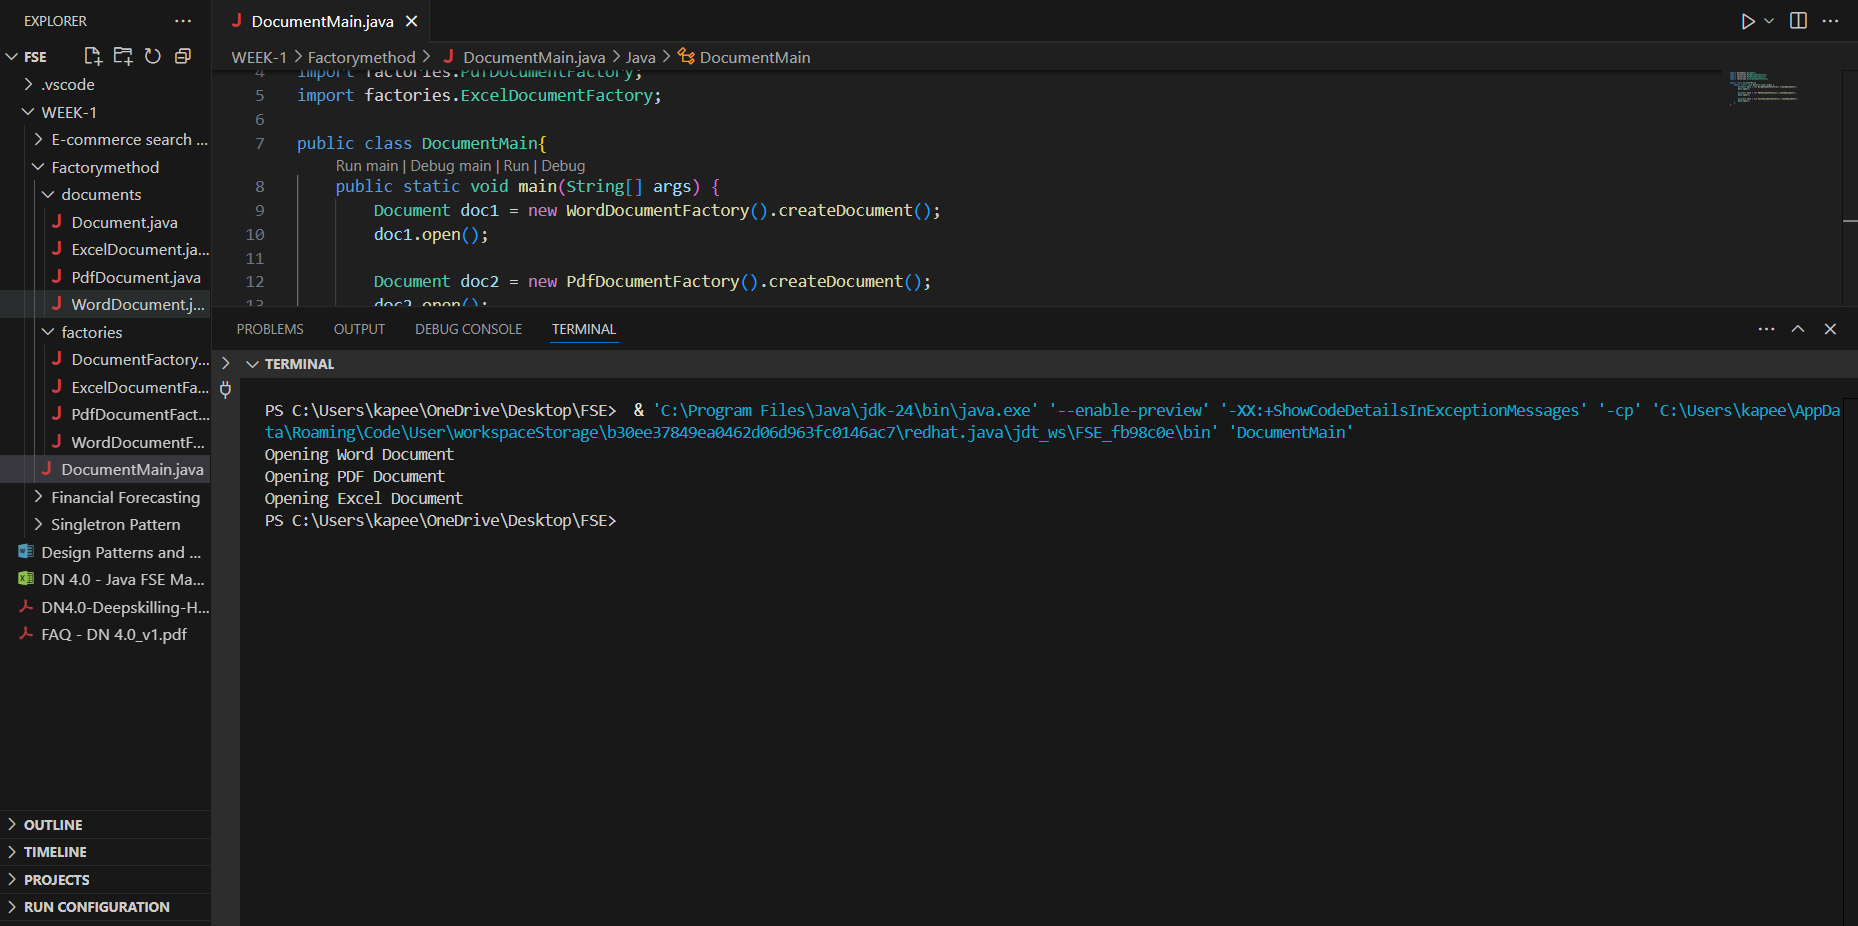 EXPLORER
FSE
.vscode
WEEK-1
E-commerce search ...
Factorymethod
documents
Document.java
ExcelDocument.ja...
PdfDocument.java
WordDocument.j...
factories
DocumentFactory...
ExcelDocumentFa...
PdfDocumentFact...
WordDocumentF...
DocumentMain.java
Financial Forecasting
Singletron Pattern
Design Patterns and ...
DN 4.0 - Java FSE Ma...
DN4.0-Deepskilling-H...
FAQ - DN 4.0_v1.pdf
OUTLINE
TIMELINE
PROJECTS
RUN CONFIGURATION
DocumentMain.java
WEEK-1 > Factorymethod > DocumentMain.java > Java > DocumentMain
4 import factories.PdfDocumentFactory;
5 import factories.ExcelDocumentFactory;
6
7 public class DocumentMain{
Run main | Debug main | Run | Debug
8 public static void main(String[] args) {
9 Document doc1 = new WordDocumentFactory().createDocument();
10 doc1.open();
11
12 Document doc2 = new PdfDocumentFactory().createDocument();
13 doc2.open();
PROBLEMS OUTPUT DEBUG CONSOLE TERMINAL
TERMINAL
PS C:\Users\kapee\OneDrive\Desktop\FSE> & 'C:\Program Files\Java\jdk-24\bin\java.exe' '--enable-preview' '-XX:+ShowCodeDetailsInExceptionMessages' '-cp' 'C:\Users\kapee\AppDa
ta\Roaming\Code\User\workspaceStorage\b30ee37849ea0462d06d963fc0146ac7\redhat.java\jdt_ws\FSE_fb98c0e\bin' 'DocumentMain'
Opening Word Document
Opening PDF Document
Opening Excel Document
PS C:\Users\kapee\OneDrive\Desktop\FSE>